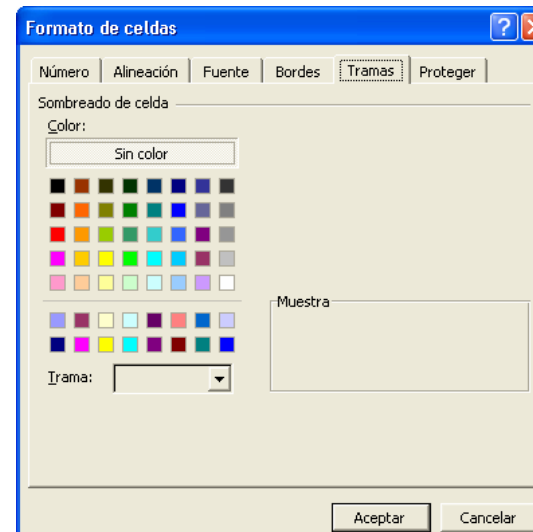 Formato de celdas
Número Alineación Fuente Bordes Tramas Proteger
Sombreado de celda
Color:
Sin color
Muestra
Trama:
Aceptar Cancelar